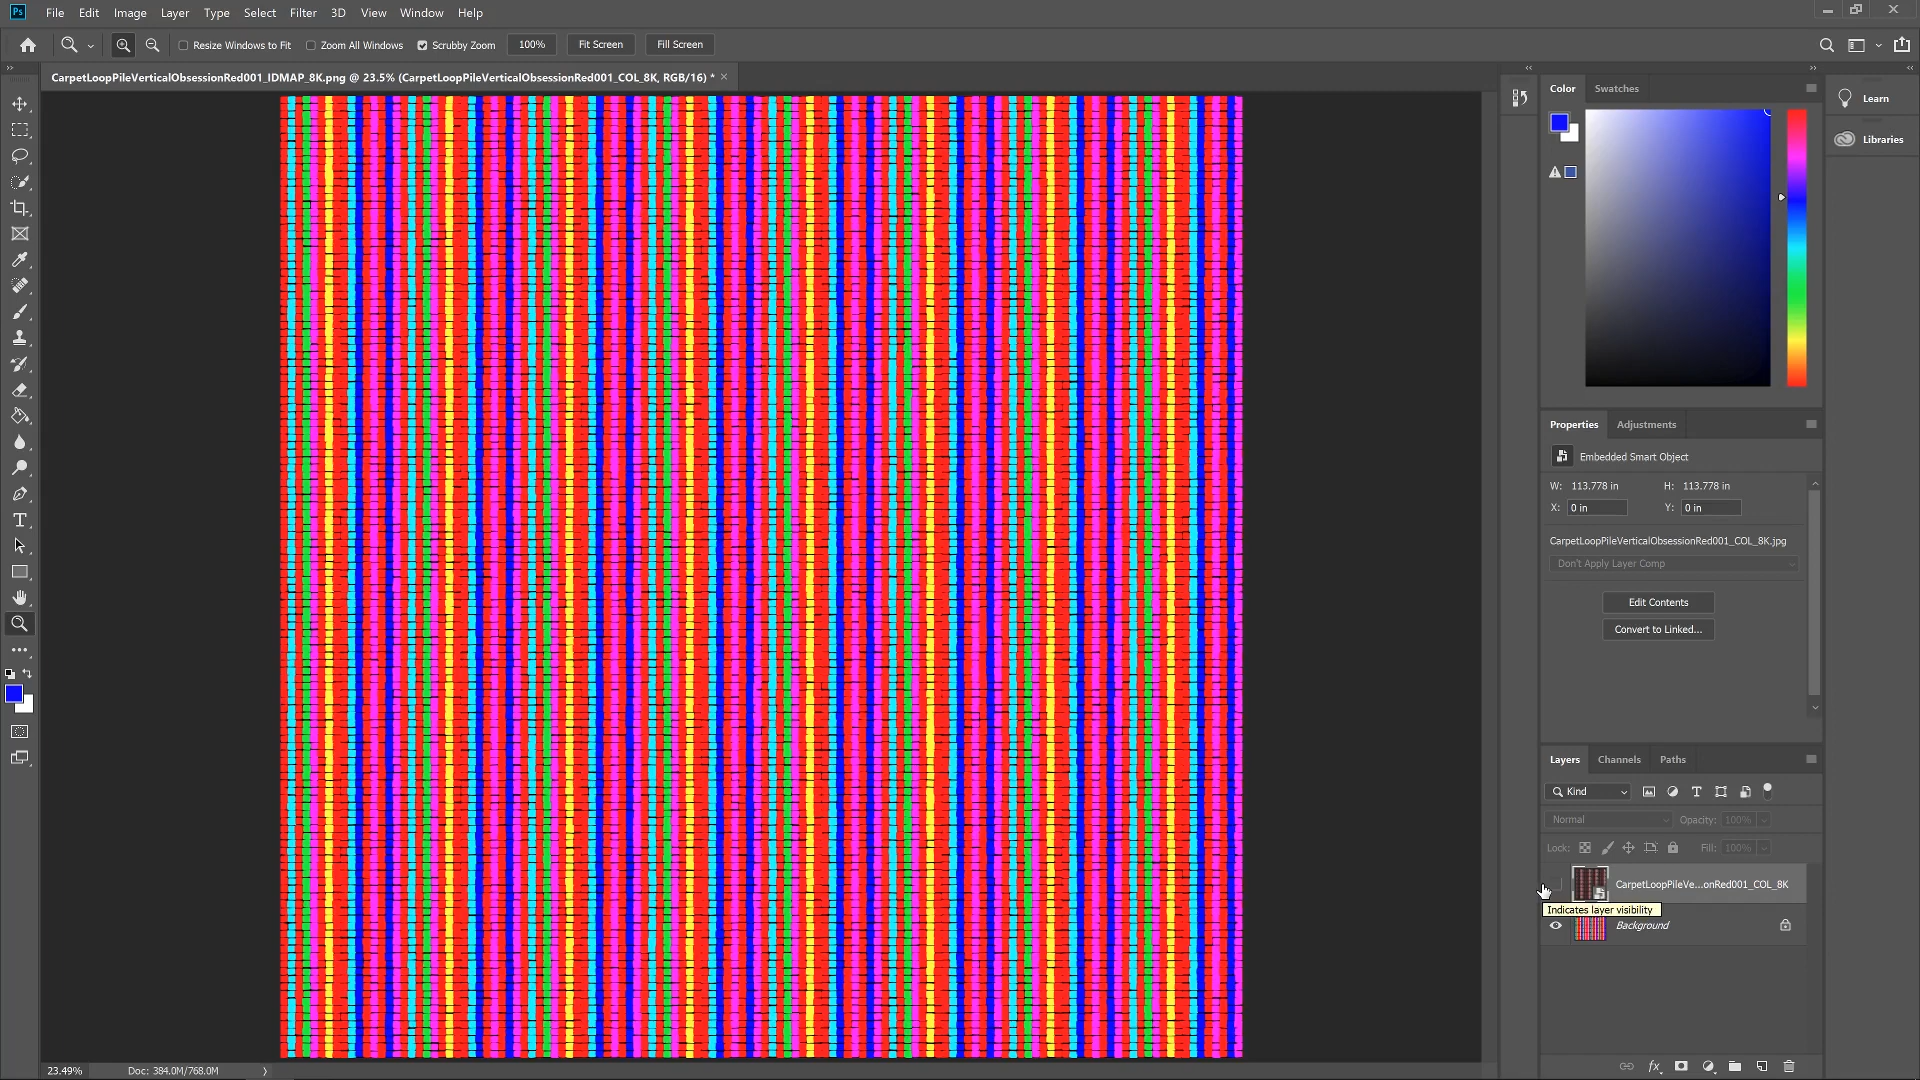 Ps File Edit Image Layer Type Select Filter 3D View Window Help
Resize Windows to Fit Zoom All Windows Scrubby Zoom 100% Fit Screen Fill Screen
CarpetLoopPileVerticalObsessionRed001_IDMAP_8K.png @ 23.5% (CarpetLoopPileVerticalObsessionRed001_COL_8K, RGB/16) *
Color Swatches
Learn
Libraries
Properties Adjustments
Embedded Smart Object
W: 113.778 in H: 113.778 in
X: 0 in Y: 0 in
CarpetLoopPileVerticalObsessionRed001_COL_8K.jpg
Don't Apply Layer Comp
Edit Contents
Convert to Linked...
Layers Channels Paths
Kind
Normal Opacity: 100%
Lock: Fill: 100%
CarpetLoopPileVe...onRed001_COL_8K
Indicates layer visibility
Background
23.49% Doc: 384.0M/768.0M
fx